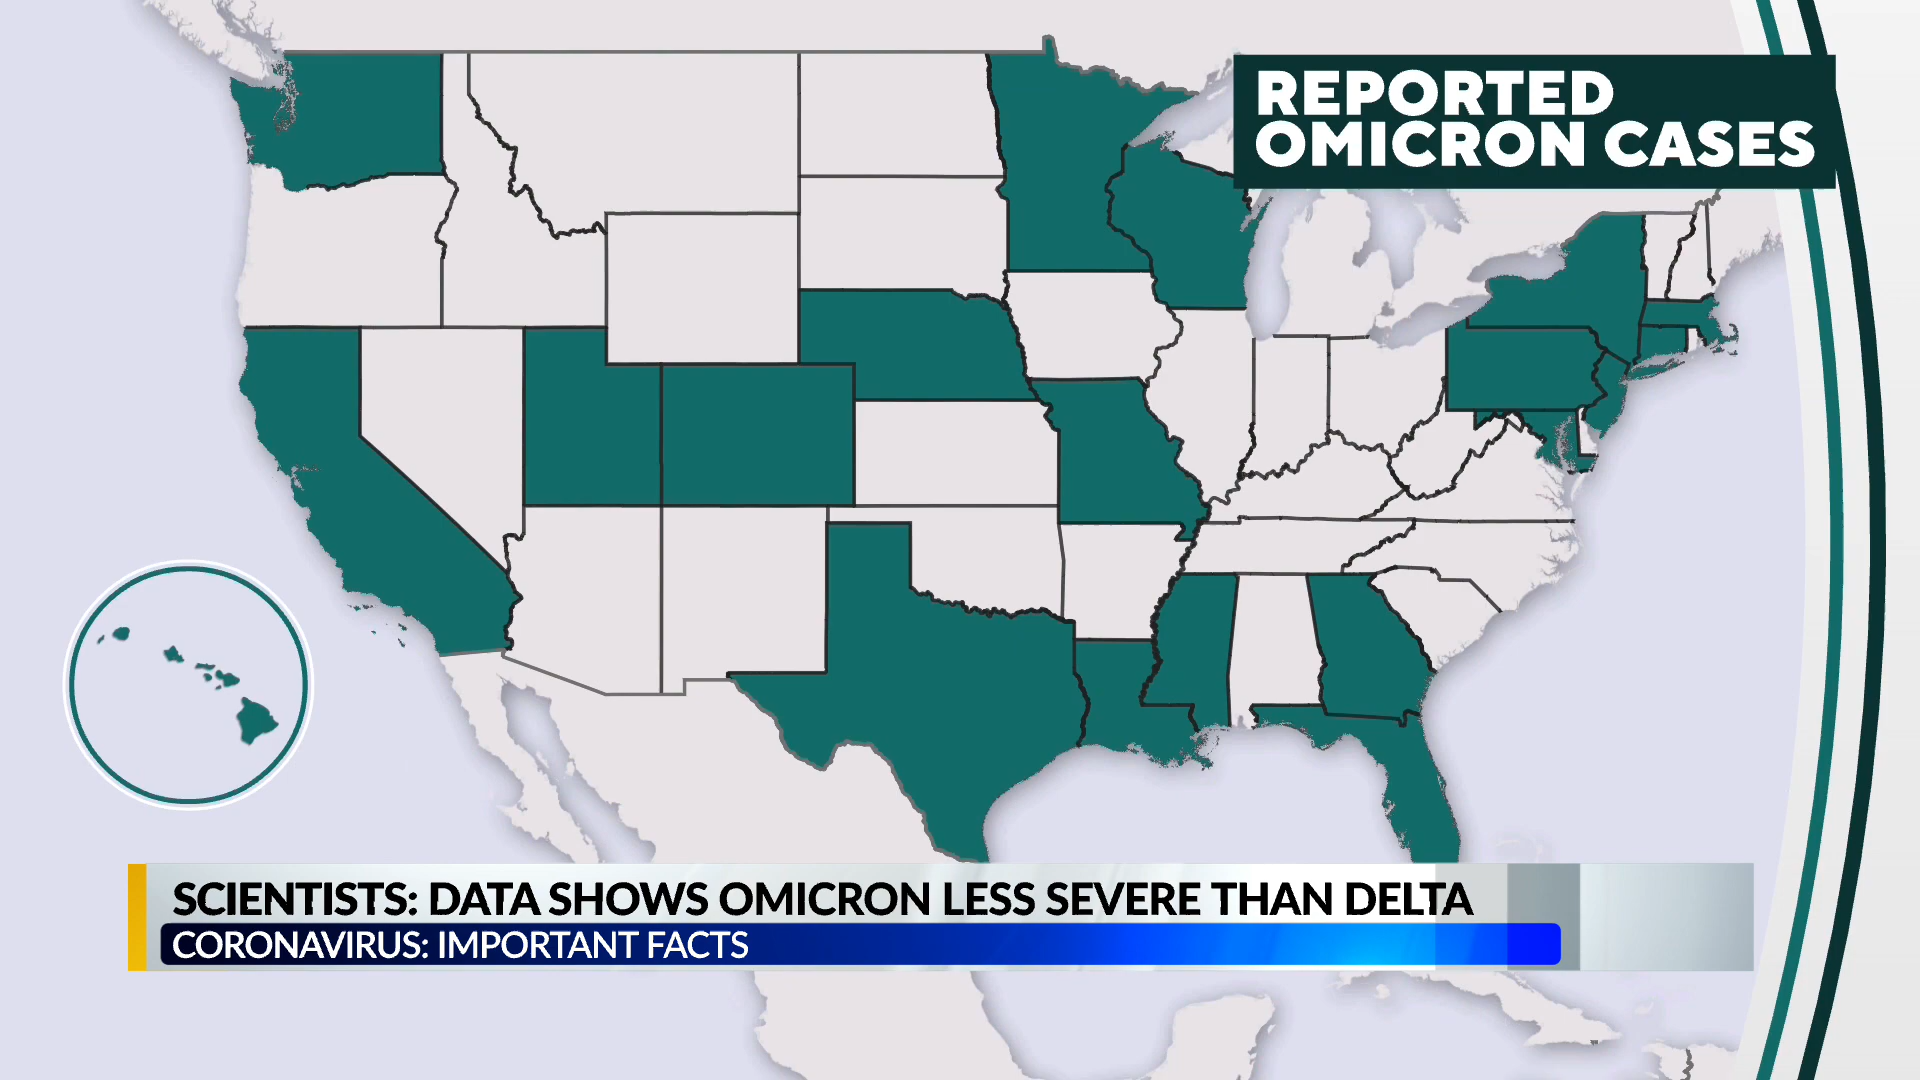 REPORTED
OMICRON CASES
SCIENTISTS: DATA SHOWS OMICRON LESS SEVERE THAN DELTA
CORONAVIRUS: IMPORTANT FACTS